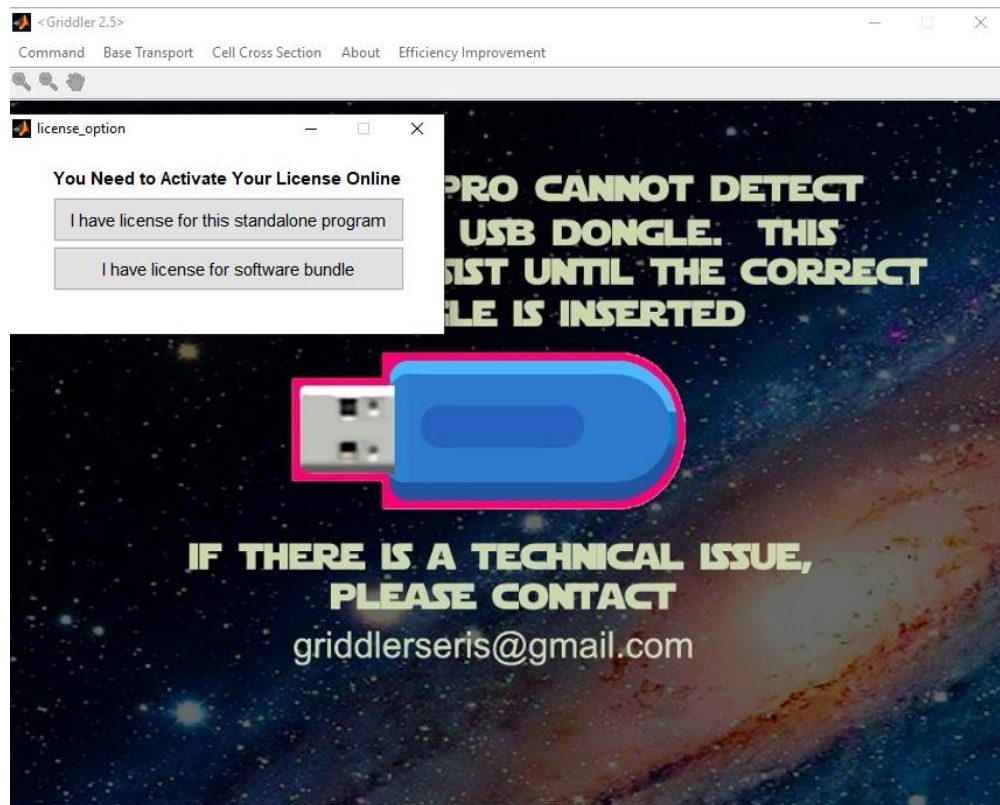 <Griddler 2.5>
Command Base Transport Cell Cross Section About Efficiency Improvement
license_option
You Need to Activate Your License Online
I have license for this standalone program
I have license for software bundle
PRO CANNOT DETECT
USB DONGLE. THIS
UNTIL THE CORRECT
IS INSERTED
IF THERE IS A TECHNICAL ISSUE,
PLEASE CONTACT
griddlerseris@gmail.com